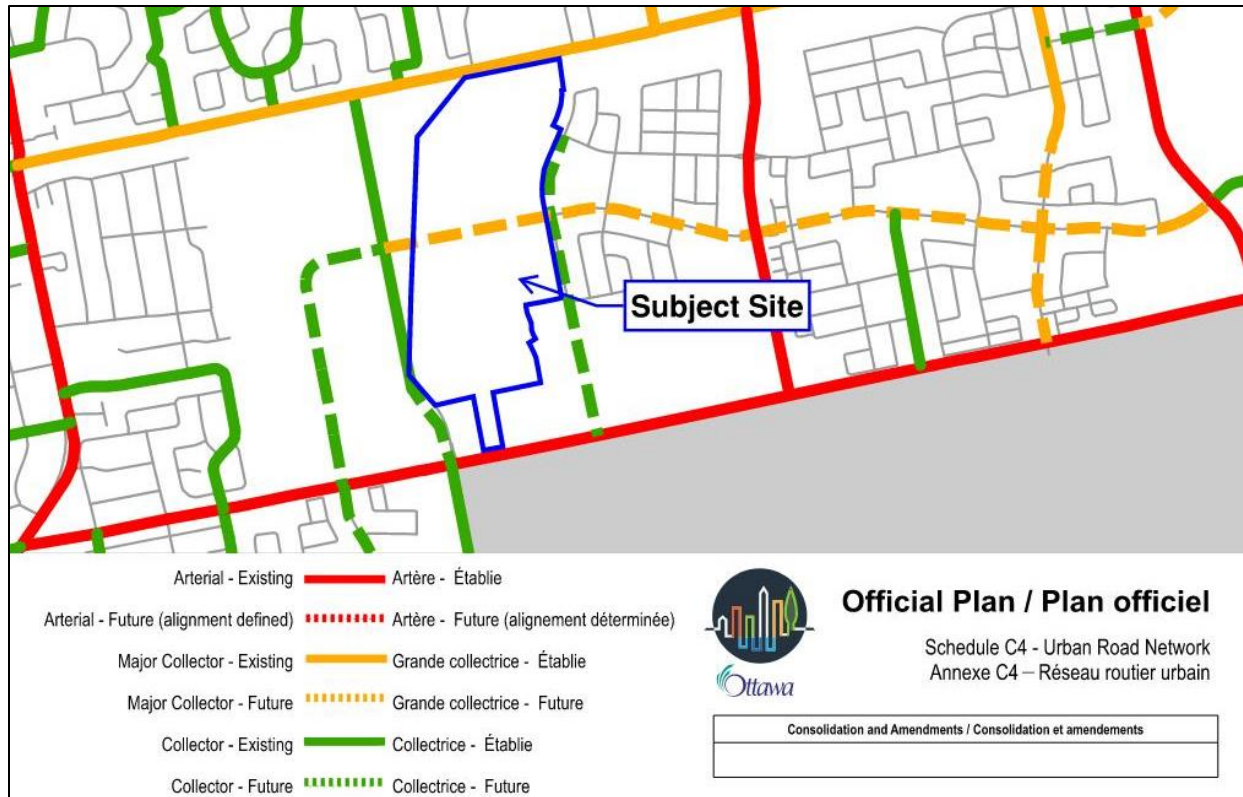 Subject Site
Arterial - Existing Artère - Établie
Arterial - Future (alignment defined) Artère - Future (alignement déterminée)
Major Collector - Existing Grande collectrice - Établie
Major Collector - Future Grande collectrice - Future
Collector - Existing Collectrice - Établie
Collector - Future Collectrice - Future
Ottawa
Official Plan / Plan officiel
Schedule C4 - Urban Road Network
Annexe C4 – Réseau routier urbain
Consolidation and Amendments / Consolidation et amendements